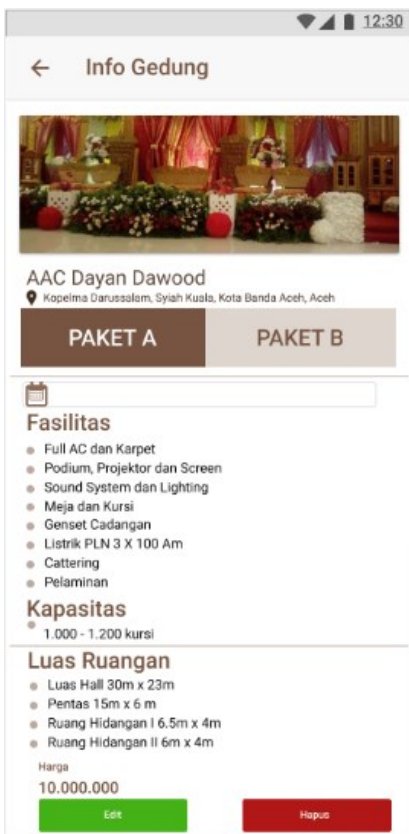 12:30
Info Gedung
AAC Dayan Dawood
Kopelma Darussalam, Syiah Kuala, Kota Banda Aceh, Aceh
PAKET A
PAKET B
Fasilitas
Full AC dan Karpet
Podium, Projektor dan Screen
Sound System dan Lighting
Meja dan Kursi
Genset Cadangan
Listrik PLN 3 X 100 Am
Cattering
Pelaminan
Kapasitas
1.000 - 1.200 kursi
Luas Ruangan
Luas Hall 30m x 23m
Pentas 15m x 6 m
Ruang Hidangan I 6.5m x 4m
Ruang Hidangan II 6m x 4m
Harga
10.000.000
Edit
Hapus